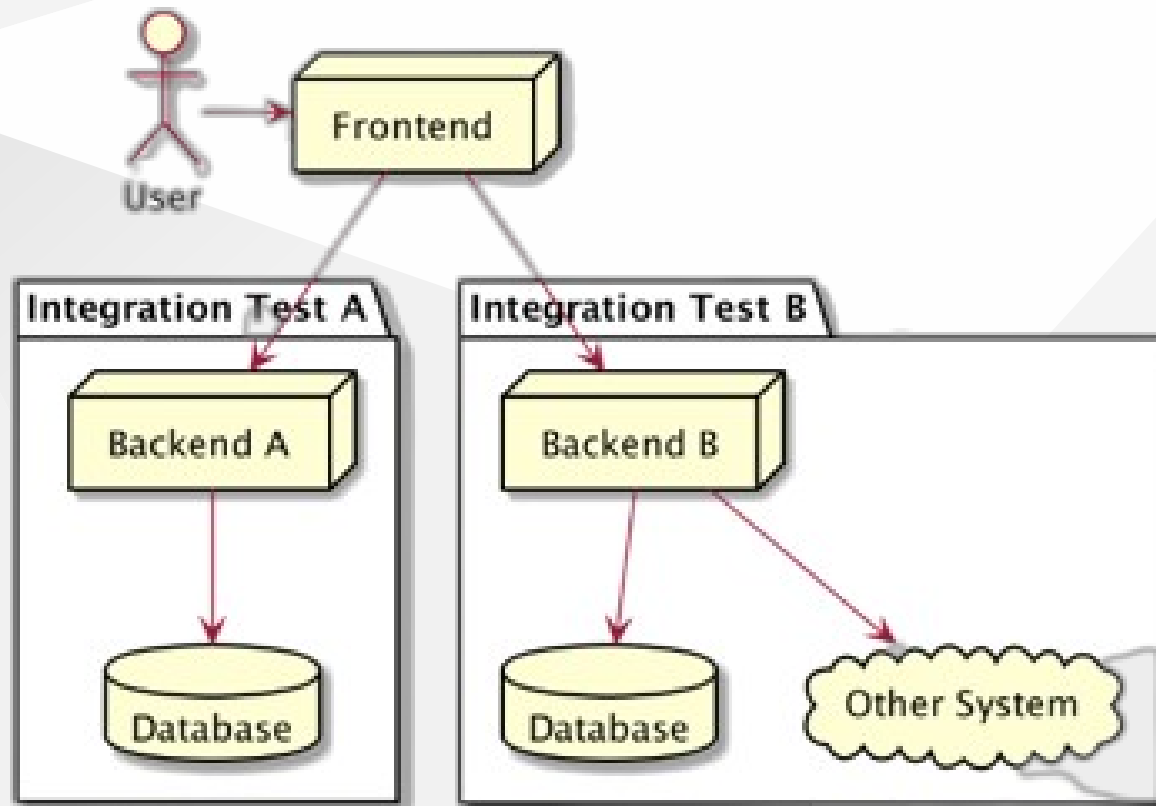 Frontend
User
Integration Test A
Integration Test B
Backend A
Backend B
Database
Database
Other System